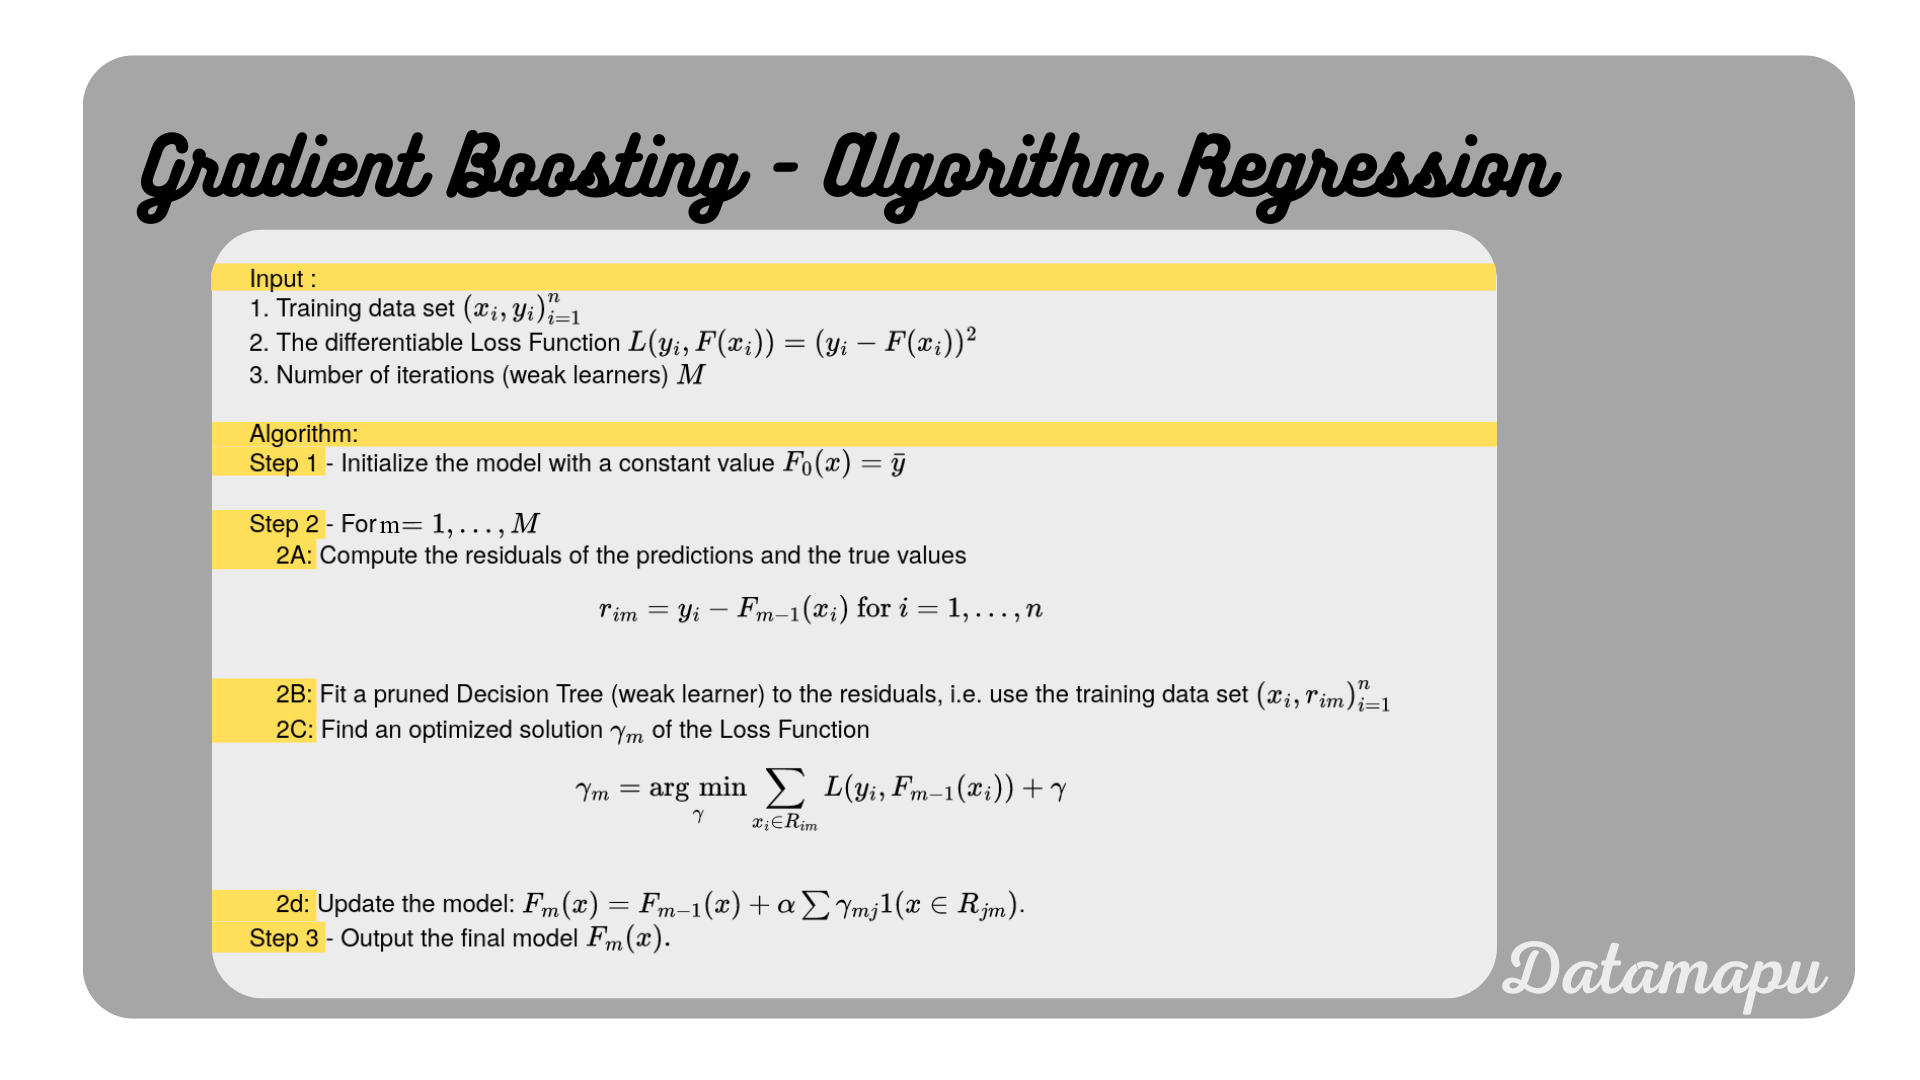 Gradient Boosting - Algorithm Regression
Input :
1. Training data set $(x_i, y_i)_{i=1}^n$
2. The differentiable Loss Function $L(y_i, F(x_i)) = (y_i - F(x_i))^2$
3. Number of iterations (weak learners) $M$
Algorithm:
Step 1 - Initialize the model with a constant value $F_0(x) = \bar{y}$
Step 2 - For m= $1, \ldots, M$
2A: Compute the residuals of the predictions and the true values
$r_{im} = y_i - F_{m-1}(x_i)$ for $i = 1, \ldots, n$
2B: Fit a pruned Decision Tree (weak learner) to the residuals, i.e. use the training data set $(x_i, r_{im})_{i=1}^n$
2C: Find an optimized solution $\gamma_m$ of the Loss Function
$\gamma_m = \underset{\gamma}{\arg\min} \sum_{x_i \in R_{im}} L(y_i, F_{m-1}(x_i)) + \gamma$
2d: Update the model: $F_m(x) = F_{m-1}(x) + \alpha \sum \gamma_{mj} 1(x \in R_{jm})$.
Step 3 - Output the final model $F_m(x)$.
Datamapu